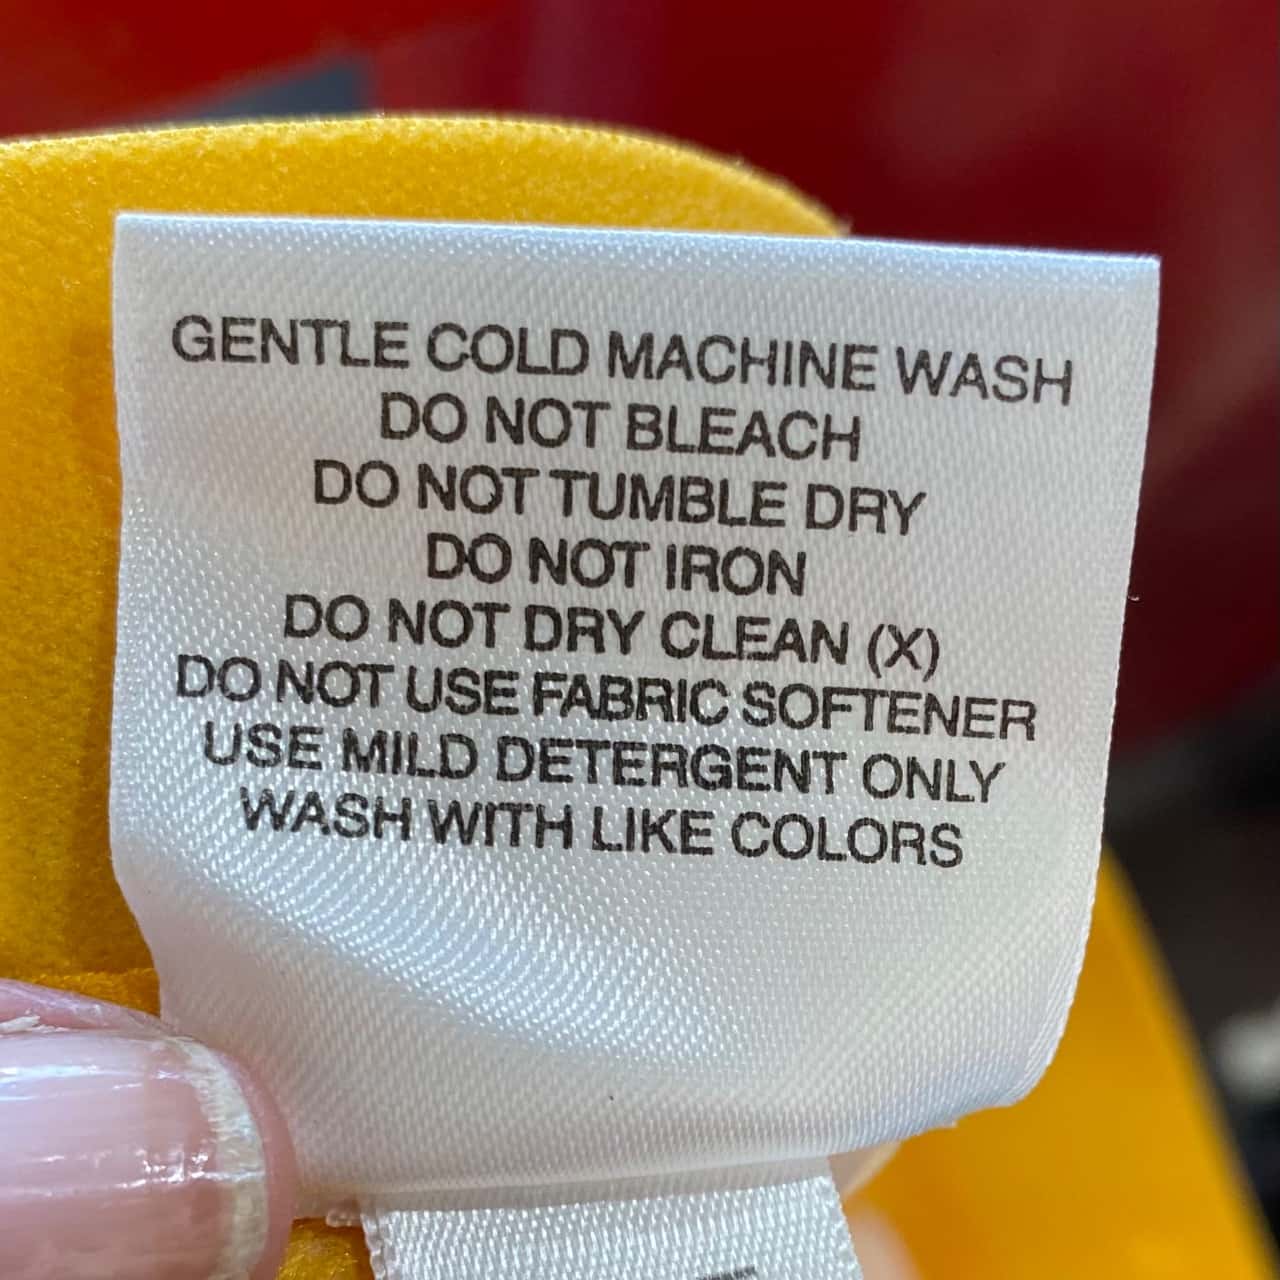 GENTLE COLD MACHINE WASH
DO NOT BLEACH
DO NOT TUMBLE DRY
DO NOT IRON
DO NOT DRY CLEAN (X)
DO NOT USE FABRIC SOFTENER
USE MILD DETERGENT ONLY
WASH WITH LIKE COLORS